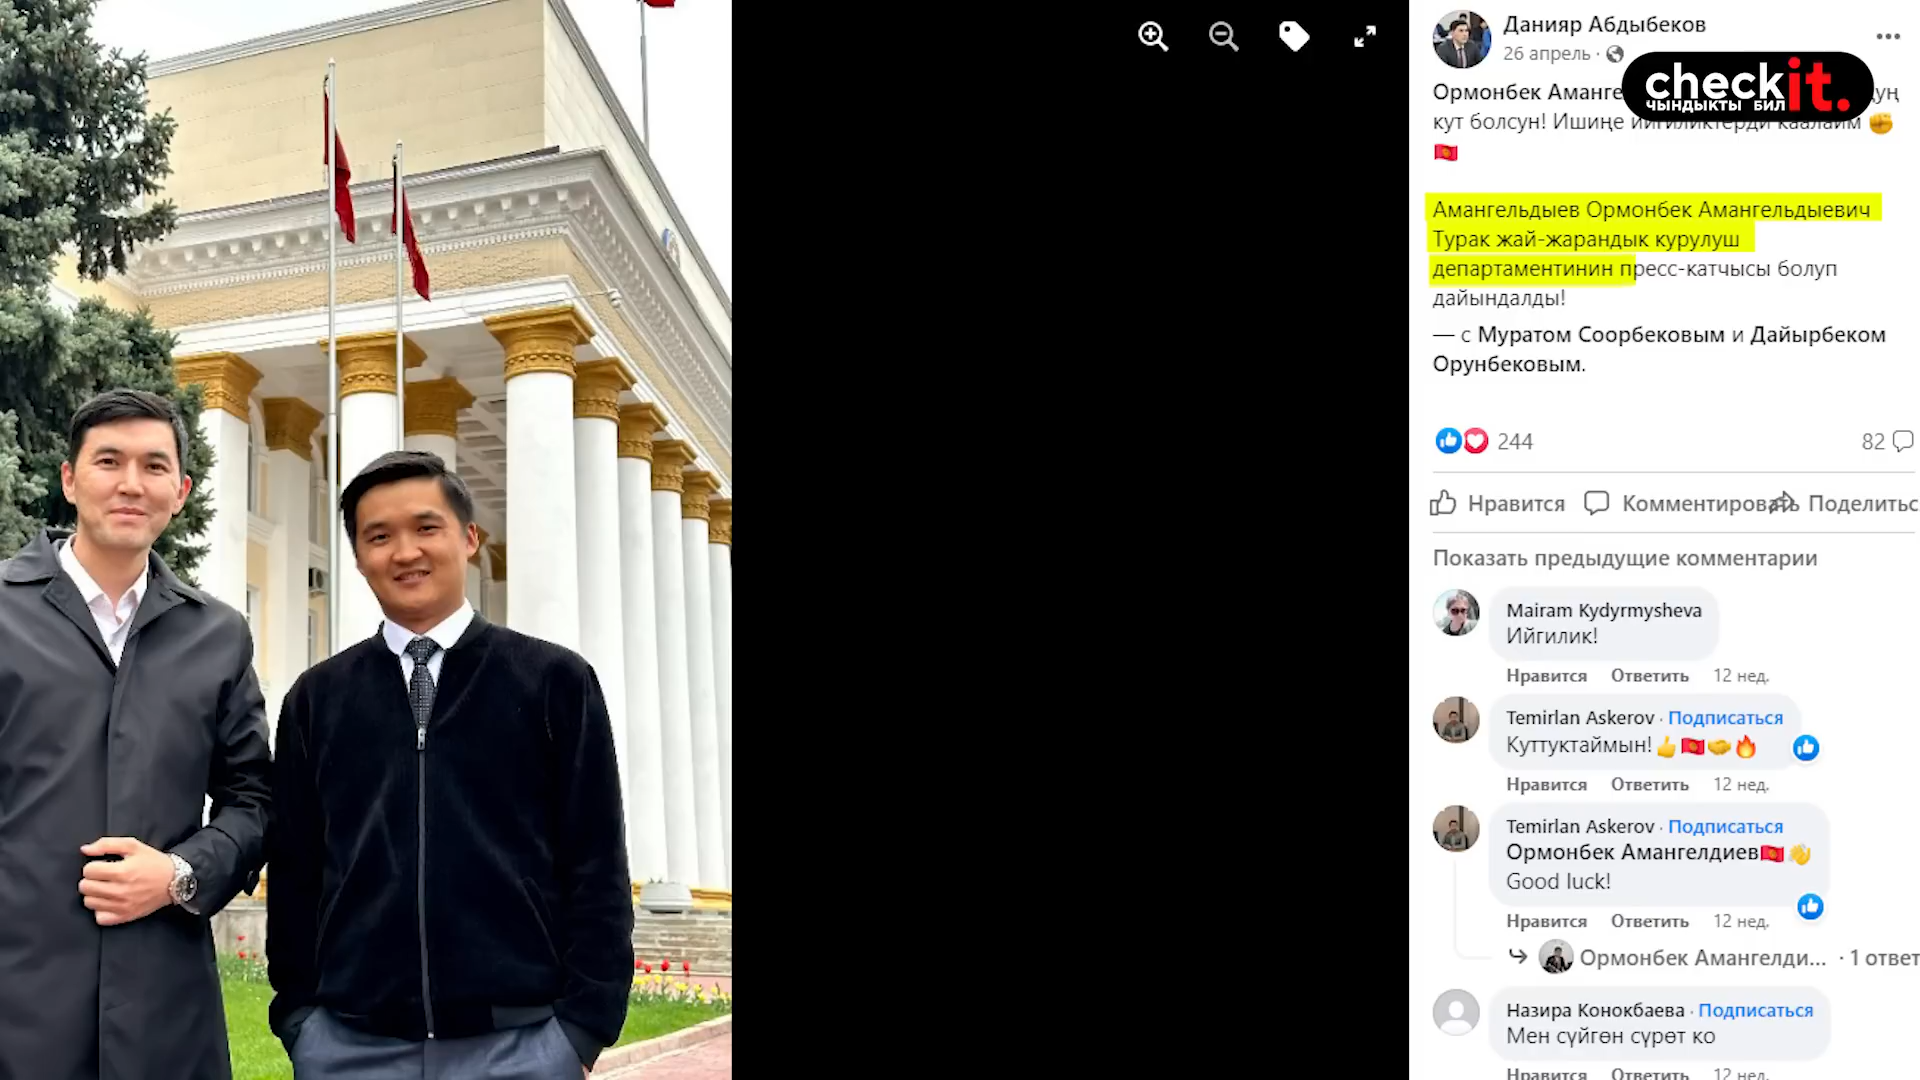 Данияр Абдыбеков
26 апрель ·
checkit.
чындыкты бил
Ормонбек
кут болсун! Ишиңе ийгиликтерди каалайм
Амангельдыев Ормонбек Амангельдыевич
Турак жай-жарандык курулуш
департаментинин пресс-катчысы болуп
дайындалды!
— с Муратом Соорбековым и Дайырбеком
Орунбековым.
244
82
Нравится Комментировать Поделитьс
Показать предыдущие комментарии
Mairam Kydyrmysheva
Ийгилик!
Нравится Ответить 12 нед.
Temirlan Askerov · Подписаться
Куттуктаймын!
Нравится Ответить 12 нед.
Temirlan Askerov · Подписаться
Ормонбек Амангелдиев
Good luck!
Нравится Ответить 12 нед.
Ормонбек Амангелди... · 1 ответ
Назира Конокбаева · Подписаться
Мен сүйгөн сүрөт ко
Нравится Ответить 12 нед.